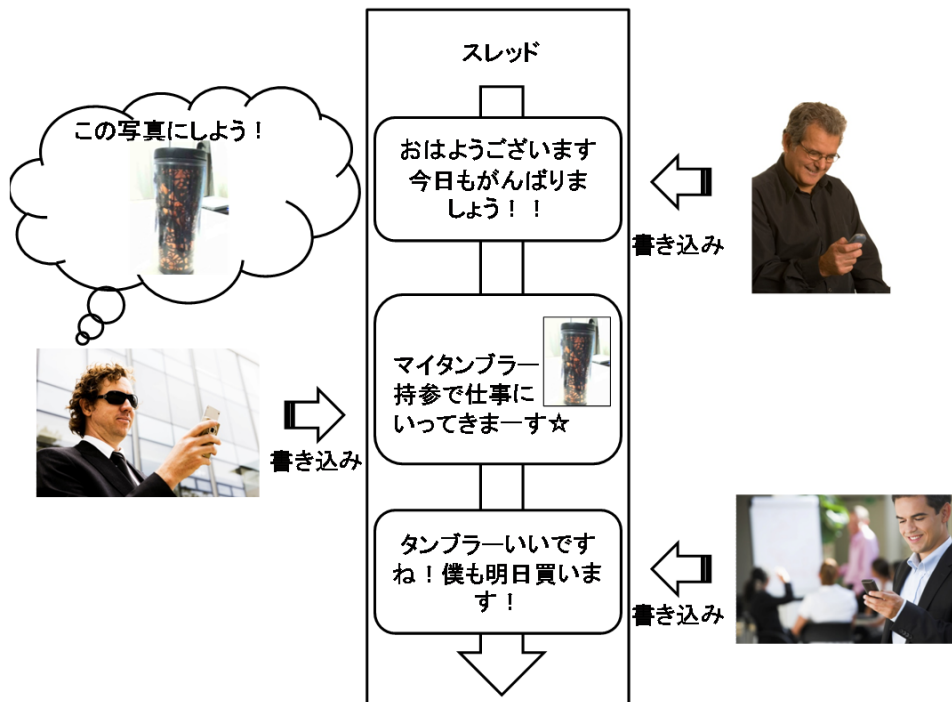 スレッド
この写真にしよう！
おはようございます
今日もがんばりま
しょう！！
書き込み
マイタンブラー
持参で仕事に
いってきまーす☆
書き込み
タンブラーいいです
ね！僕も明日買いま
す！
書き込み